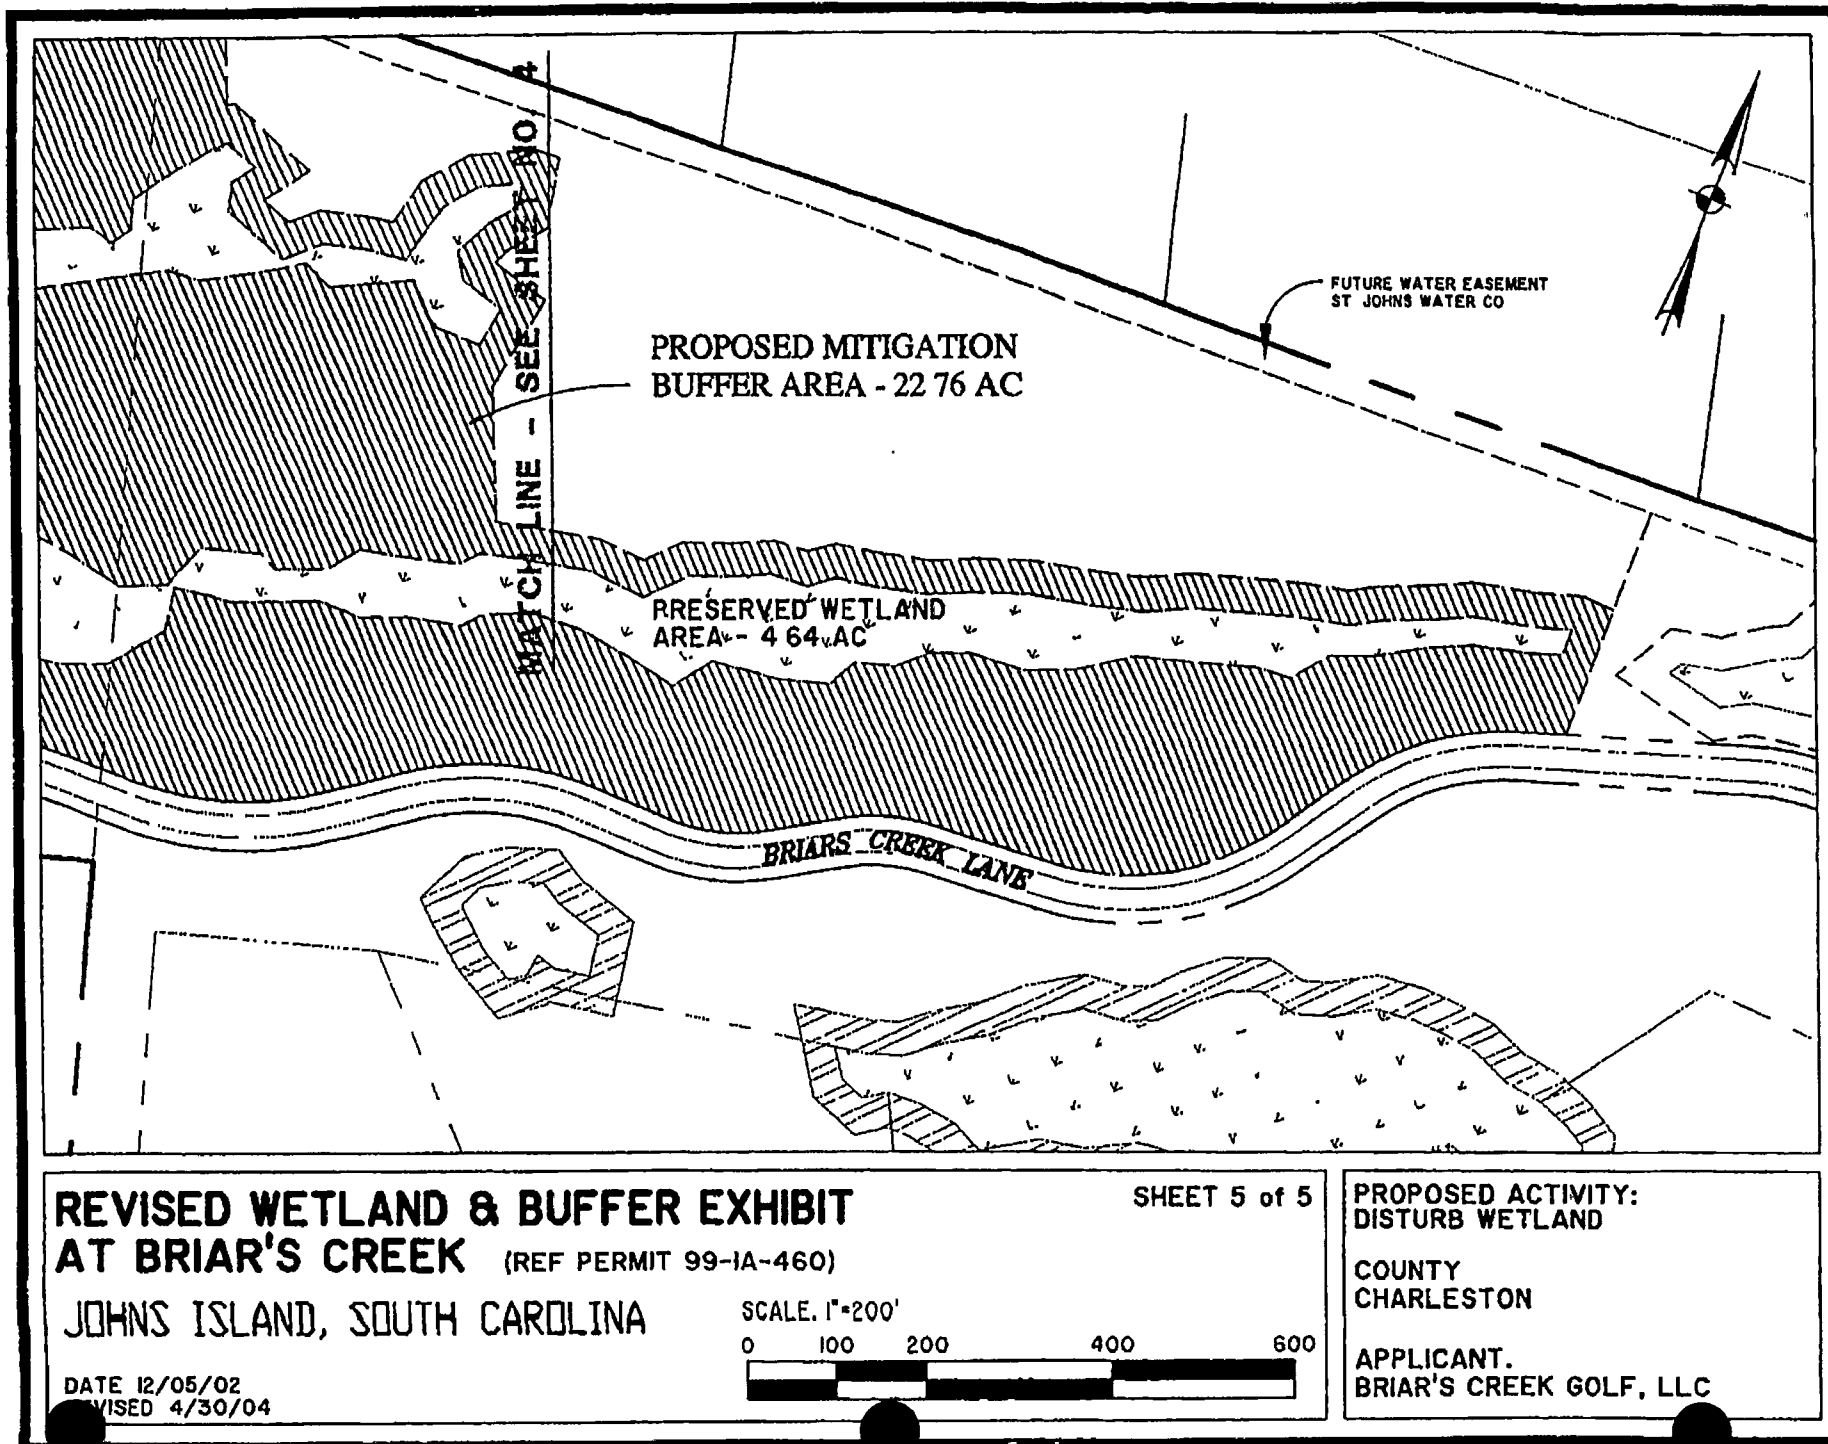 MATCH LINE - SEE SHEET NO. 4
FUTURE WATER EASEMENT
ST JOHNS WATER CO
PROPOSED MITIGATION
BUFFER AREA - 22 76 AC
PRESERVED WETLAND
AREA - 4 64 AC
BRIARS CREEK LANE
REVISED WETLAND & BUFFER EXHIBIT
AT BRIAR'S CREEK (REF PERMIT 99-1A-460)
JOHNS ISLAND, SOUTH CAROLINA
DATE 12/05/02
VISED 4/30/04
SHEET 5 of 5
SCALE. 1"=200'
0 100 200 400 600
PROPOSED ACTIVITY:
DISTURB WETLAND
COUNTY
CHARLESTON
APPLICANT.
BRIAR'S CREEK GOLF, LLC